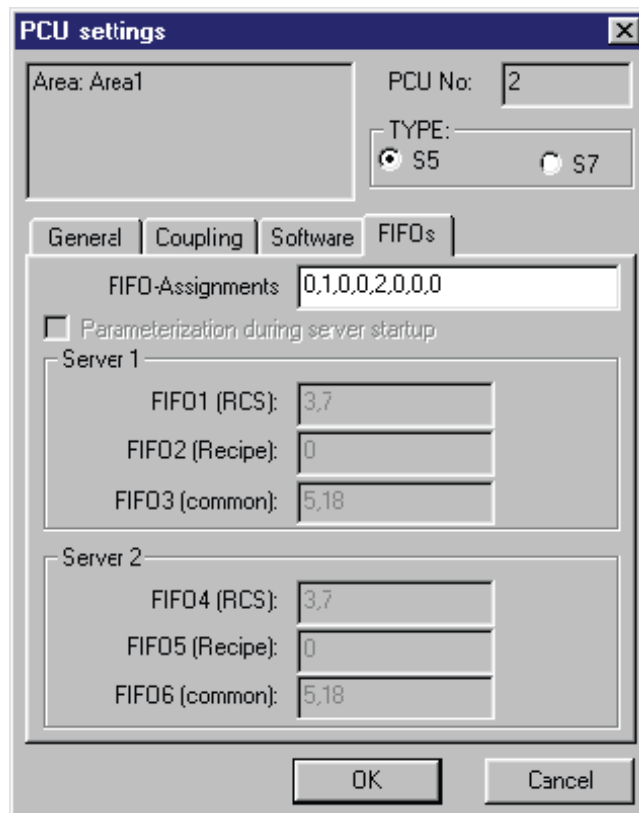 PCU settings
Area: Area1
PCU No: 2
TYPE:
S5 S7
General Coupling Software FIFOs
FIFO-Assignments 0,1,0,0,2,0,0,0
Parameterization during server startup
Server 1
FIFO1 (RCS): 3,7
FIFO2 (Recipe): 0
FIFO3 (common): 5,18
Server 2
FIFO4 (RCS): 3,7
FIFO5 (Recipe): 0
FIFO6 (common): 5,18
OK Cancel